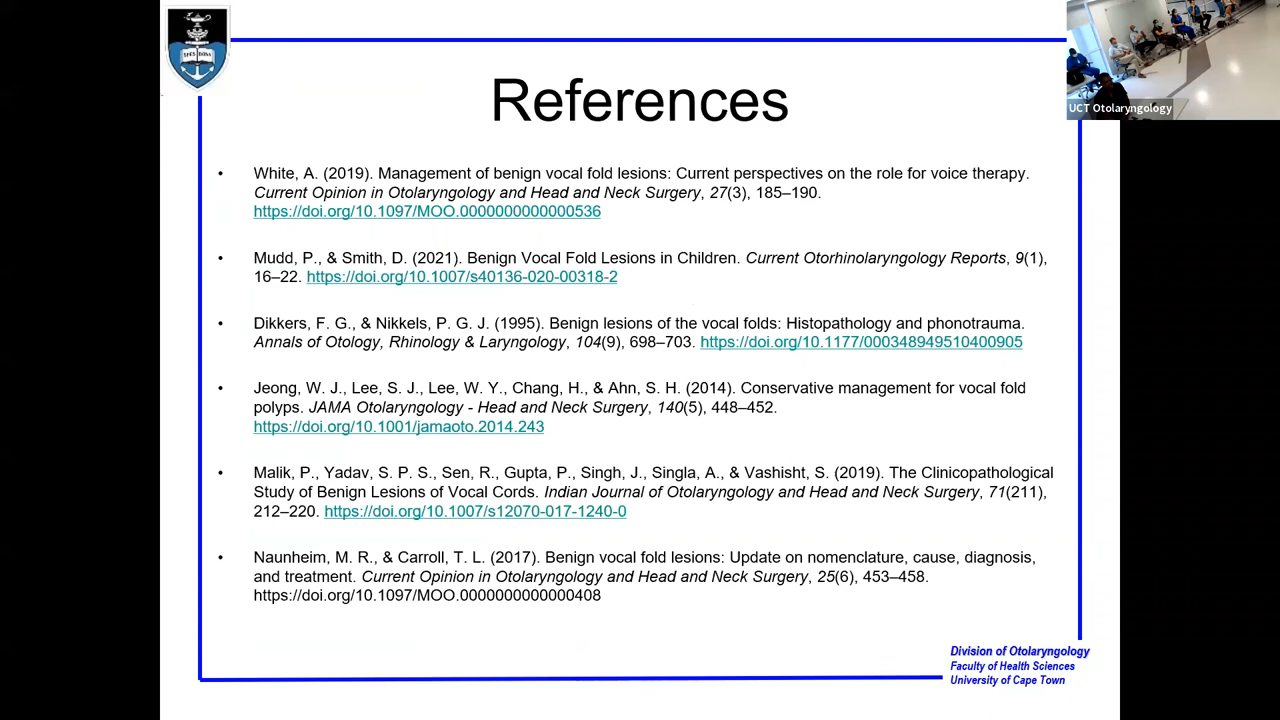 SPES BONA
UCT Otolaryngology
References
• White, A. (2019). Management of benign vocal fold lesions: Current perspectives on the role for voice therapy.
Current Opinion in Otolaryngology and Head and Neck Surgery, 27(3), 185–190.
https://doi.org/10.1097/MOO.0000000000000536
• Mudd, P., & Smith, D. (2021). Benign Vocal Fold Lesions in Children. Current Otorhinolaryngology Reports, 9(1),
16–22. https://doi.org/10.1007/s40136-020-00318-2
• Dikkers, F. G., & Nikkels, P. G. J. (1995). Benign lesions of the vocal folds: Histopathology and phonotrauma.
Annals of Otology, Rhinology & Laryngology, 104(9), 698–703. https://doi.org/10.1177/000348949510400905
• Jeong, W. J., Lee, S. J., Lee, W. Y., Chang, H., & Ahn, S. H. (2014). Conservative management for vocal fold
polyps. JAMA Otolaryngology - Head and Neck Surgery, 140(5), 448–452.
https://doi.org/10.1001/jamaoto.2014.243
• Malik, P., Yadav, S. P. S., Sen, R., Gupta, P., Singh, J., Singla, A., & Vashisht, S. (2019). The Clinicopathological
Study of Benign Lesions of Vocal Cords. Indian Journal of Otolaryngology and Head and Neck Surgery, 71(211),
212–220. https://doi.org/10.1007/s12070-017-1240-0
• Naunheim, M. R., & Carroll, T. L. (2017). Benign vocal fold lesions: Update on nomenclature, cause, diagnosis,
and treatment. Current Opinion in Otolaryngology and Head and Neck Surgery, 25(6), 453–458.
https://doi.org/10.1097/MOO.0000000000000408
Division of Otolaryngology
Faculty of Health Sciences
University of Cape Town